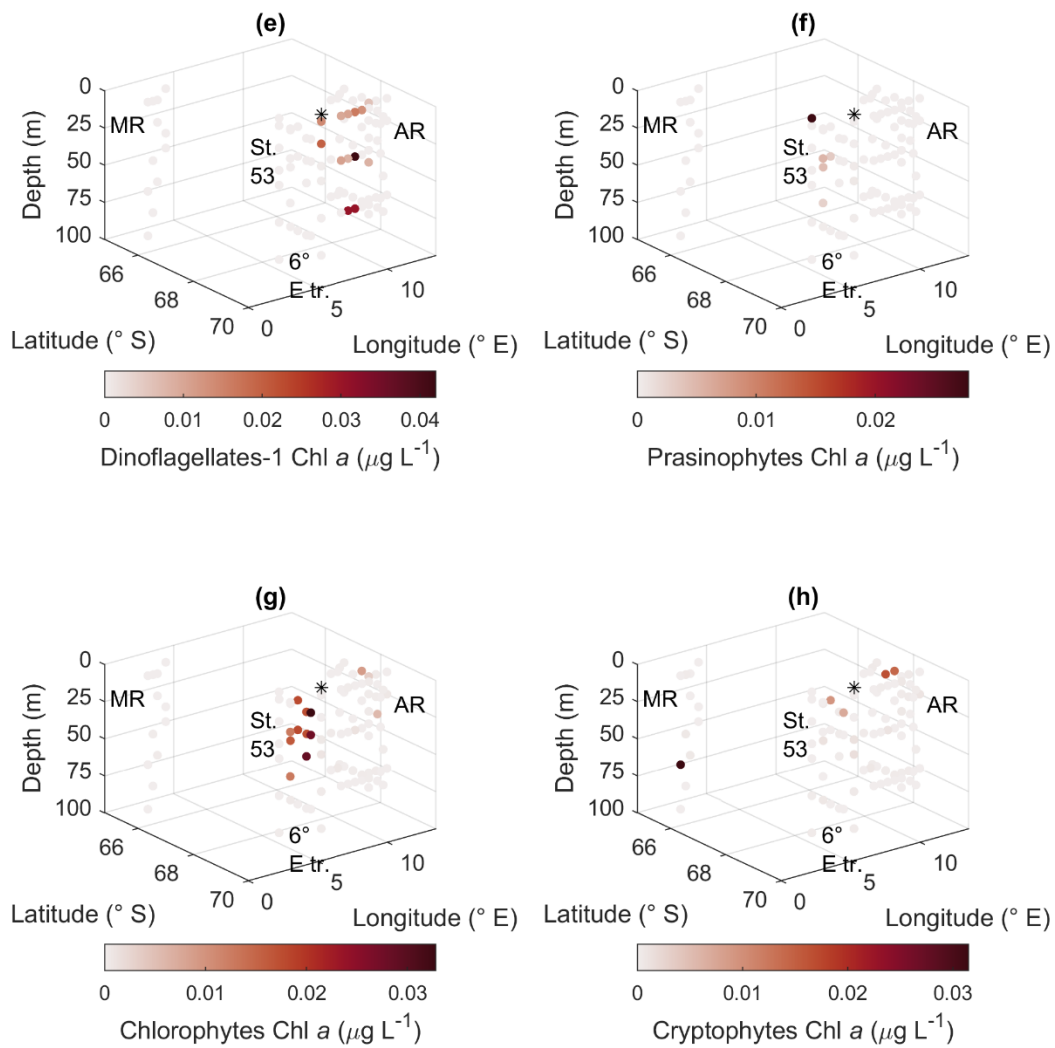 (e)
0
25
50
75
100
Depth (m)
MR
AR
St.
53
6°
E tr.
66
68
70
0
5
10
Latitude (° S)
Longitude (° E)
0
0.01
0.02
0.03
0.04
Dinoflagellates-1 Chl a (μg L⁻¹)
(f)
0
25
50
75
100
Depth (m)
MR
AR
St.
53
6°
E tr.
66
68
70
0
5
10
Latitude (° S)
Longitude (° E)
0
0.01
0.02
Prasinophytes Chl a (μg L⁻¹)
(g)
0
25
50
75
100
Depth (m)
MR
AR
St.
53
6°
E tr.
66
68
70
0
5
10
Latitude (° S)
Longitude (° E)
0
0.01
0.02
0.03
Chlorophytes Chl a (μg L⁻¹)
(h)
0
25
50
75
100
Depth (m)
MR
AR
St.
53
6°
E tr.
66
68
70
0
5
10
Latitude (° S)
Longitude (° E)
0
0.01
0.02
0.03
Cryptophytes Chl a (μg L⁻¹)